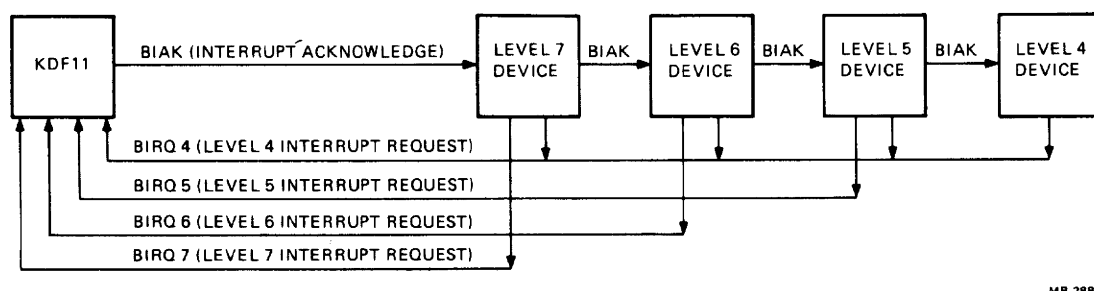 KDF11
BIAK (INTERRUPT ACKNOWLEDGE)
LEVEL 7
DEVICE
BIAK
LEVEL 6
DEVICE
BIAK
LEVEL 5
DEVICE
BIAK
LEVEL 4
DEVICE
BIRQ 4 (LEVEL 4 INTERRUPT REQUEST)
BIRQ 5 (LEVEL 5 INTERRUPT REQUEST)
BIRQ 6 (LEVEL 6 INTERRUPT REQUEST)
BIRQ 7 (LEVEL 7 INTERRUPT REQUEST)